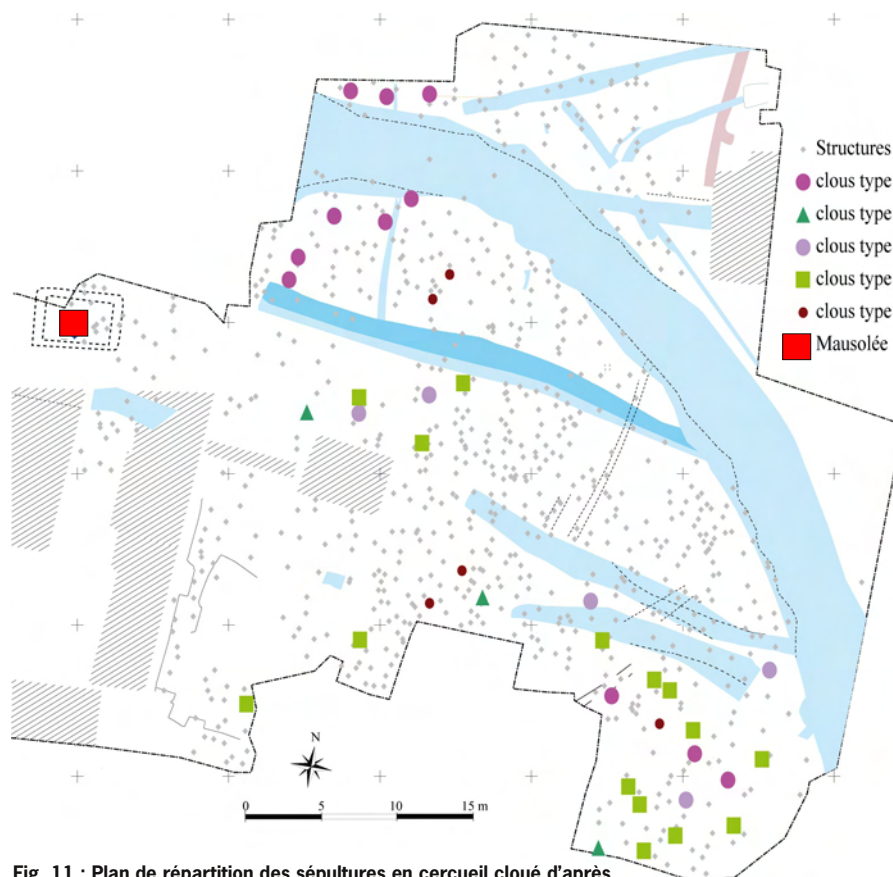 Structures
clous type
clous type
clous type
clous type
clous type
Mausolée
N
0 5 10 15 m
Fig. 11 : Plan de répartition des sépultures en cercueil cloué d'après